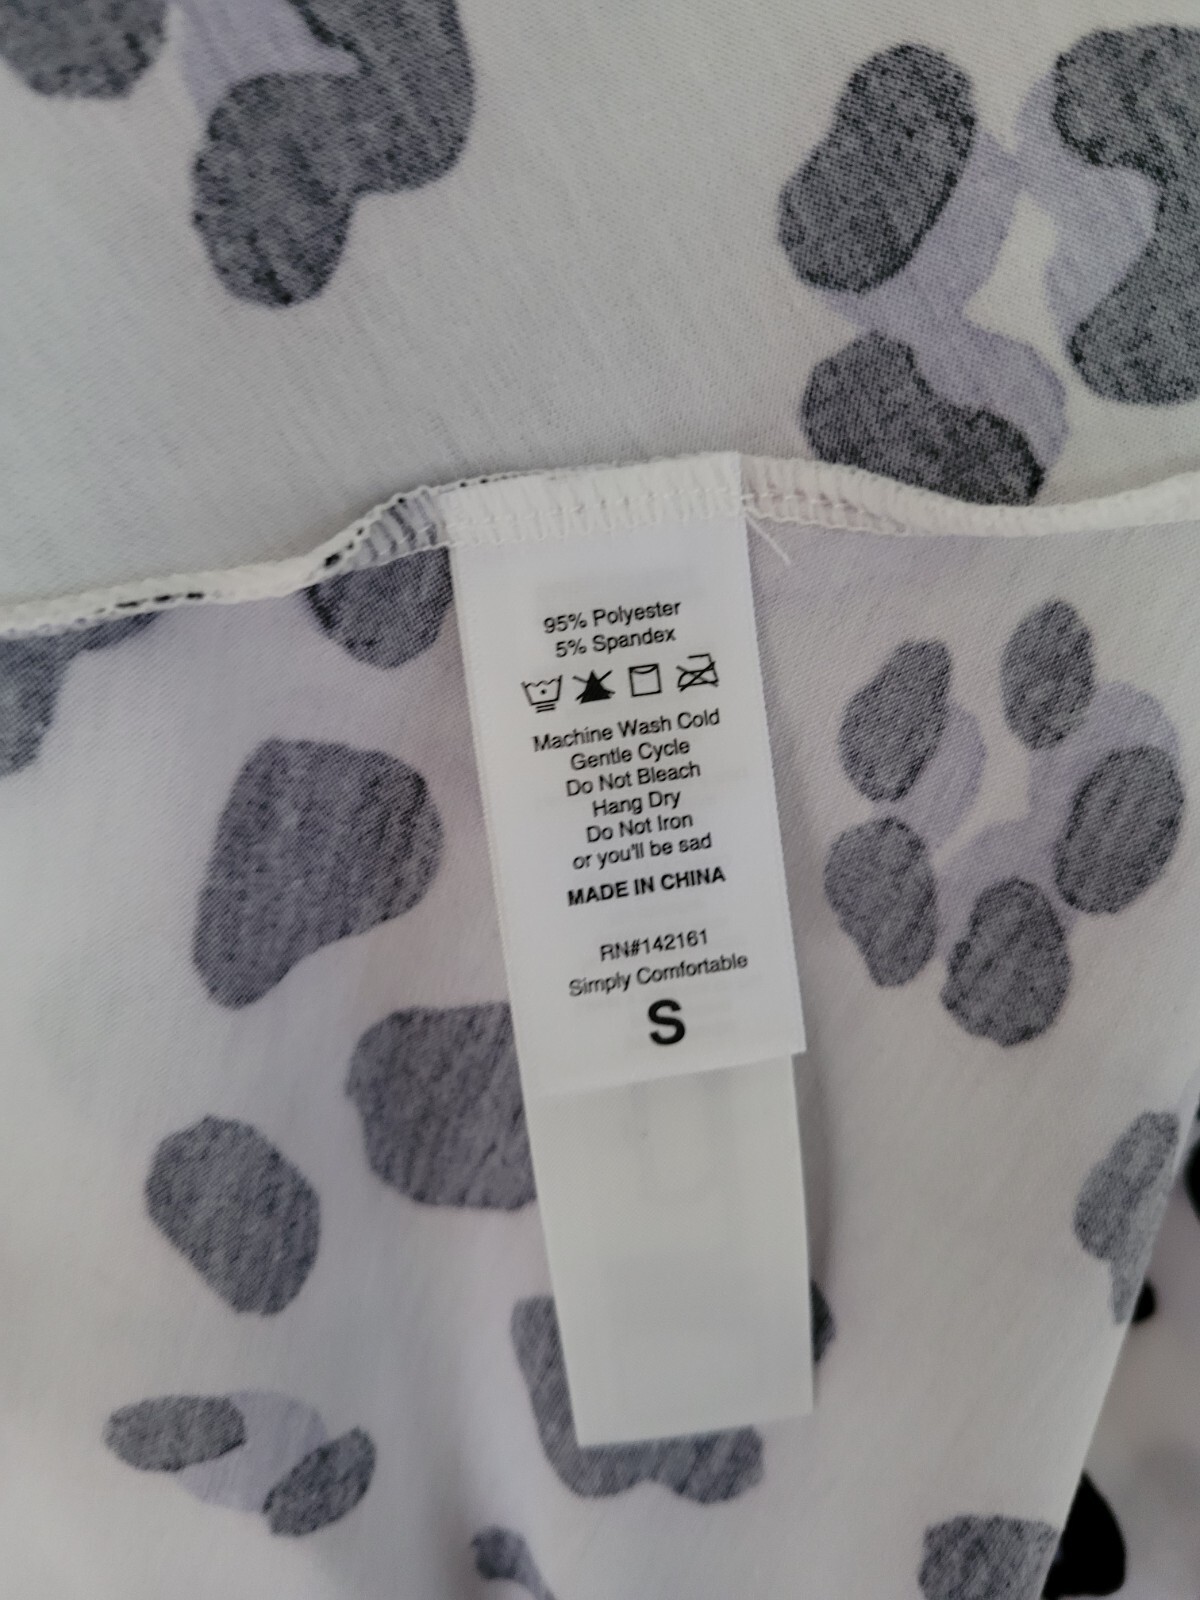 95% Polyester
5% Spandex
Machine Wash Cold
Gentle Cycle
Do Not Bleach
Hang Dry
Do Not Iron
or you'll be sad
MADE IN CHINA
RN#142161
Simply Comfortable
S